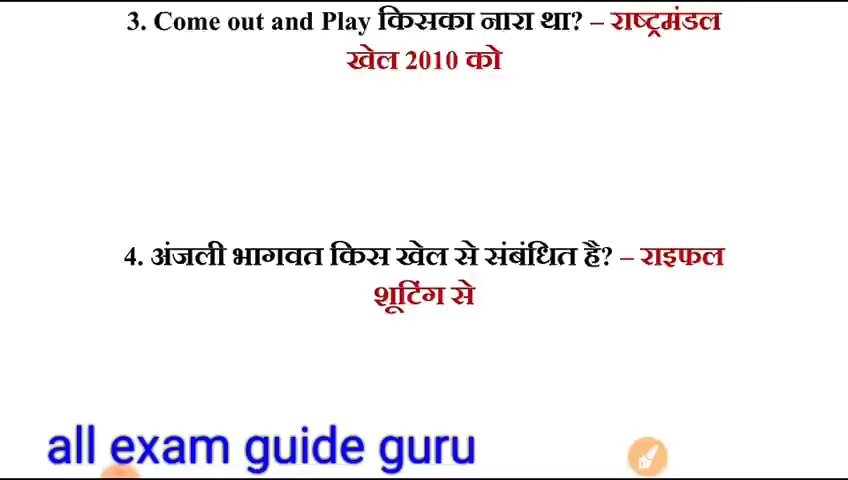 3. Come out and Play किसका नारा था? – राष्ट्रमंडल
खेल 2010 को
4. अंजली भागवत किस खेल से संबंधित है? – राइफल
शूटिंग से
all exam guide guru